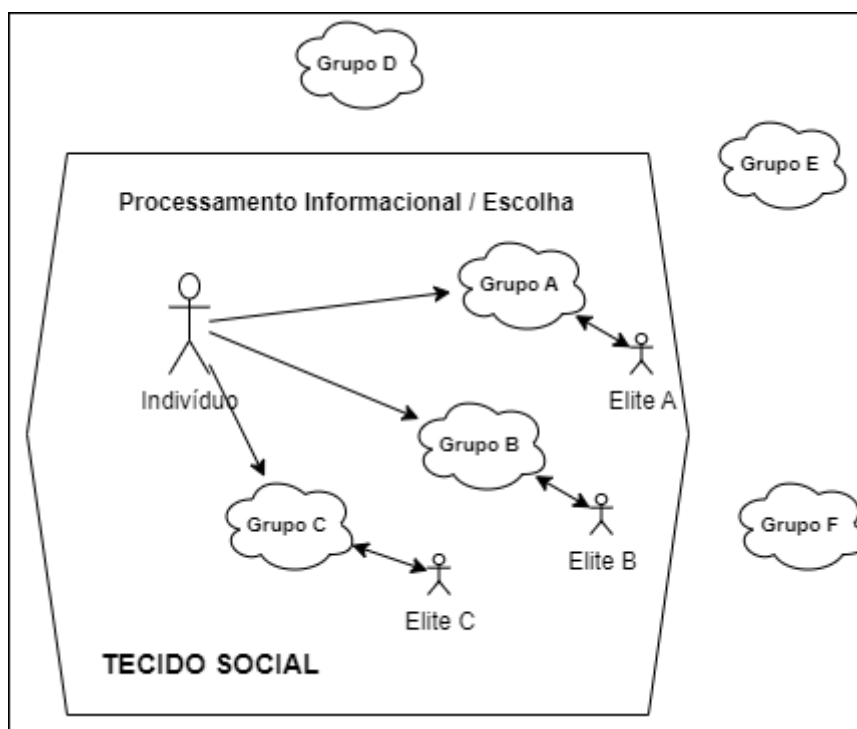 Grupo D
Grupo E
Processamento Informacional / Escolha
Grupo A
Indivíduo
Elite A
Grupo B
Grupo C
Grupo F
Elite B
Elite C
TECIDO SOCIAL